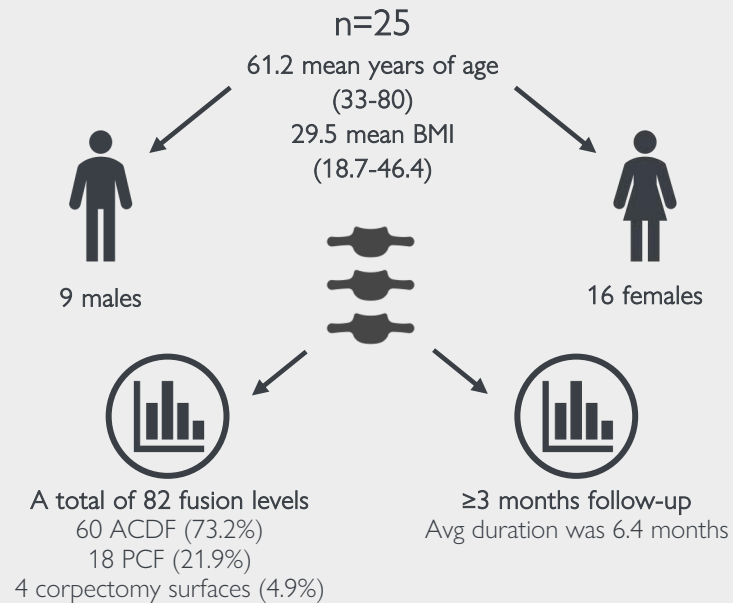 n=25
61.2 mean years of age
(33-80)
29.5 mean BMI
(18.7-46.4)
9 males
16 females
A total of 82 fusion levels
60 ACDF (73.2%)
18 PCF (21.9%)
4 corpectomy surfaces (4.9%)
≥3 months follow-up
Avg duration was 6.4 months